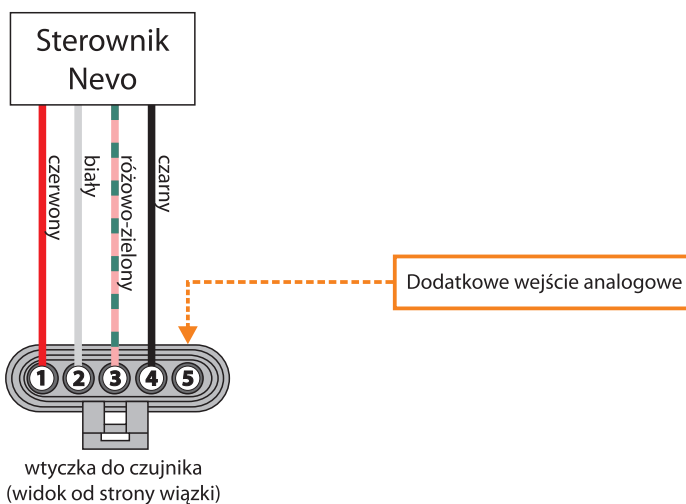 Sterownik
Nevo
czerwony
biały
różowo-zielony
czarny
Dodatkowe wejście analogowe
1 2 3 4 5
wtyczka do czujnika
(widok od strony wiązki)